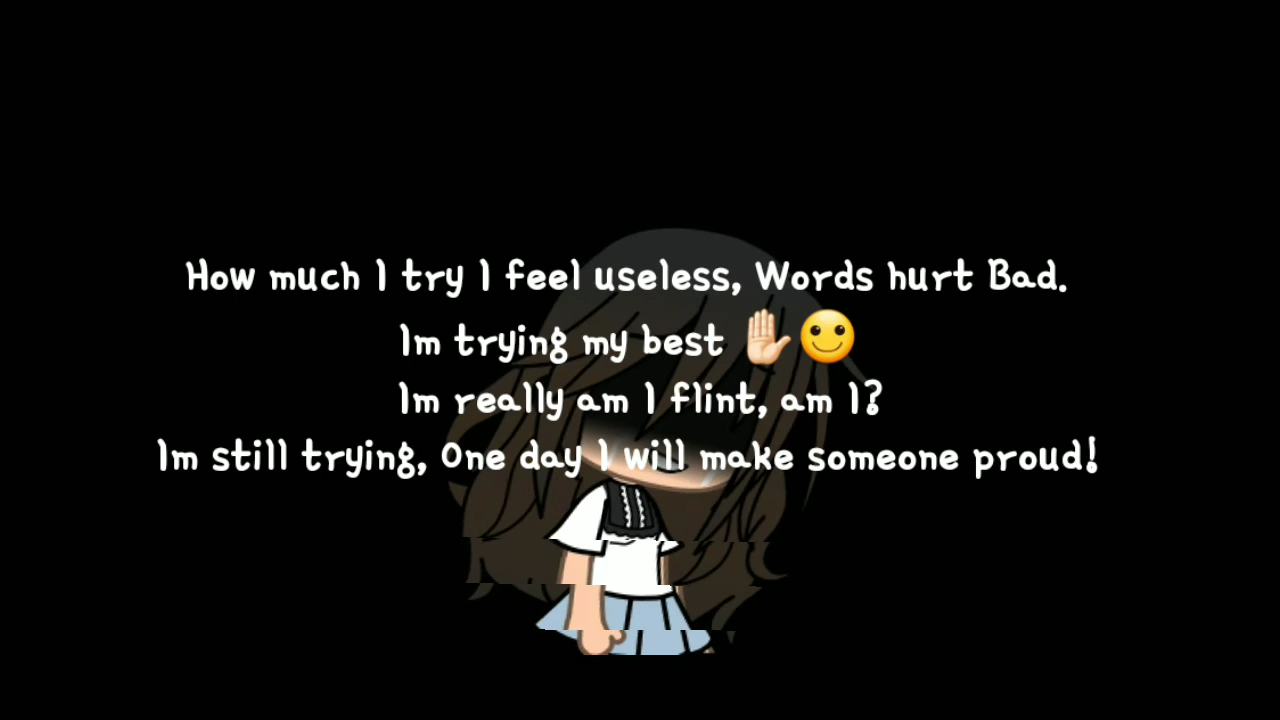 How much I try I feel useless, Words hurt Bad.
Im trying my best ✋🏻🙂
Im really am I flint, am I?
Im still trying, One day I will make someone proud!